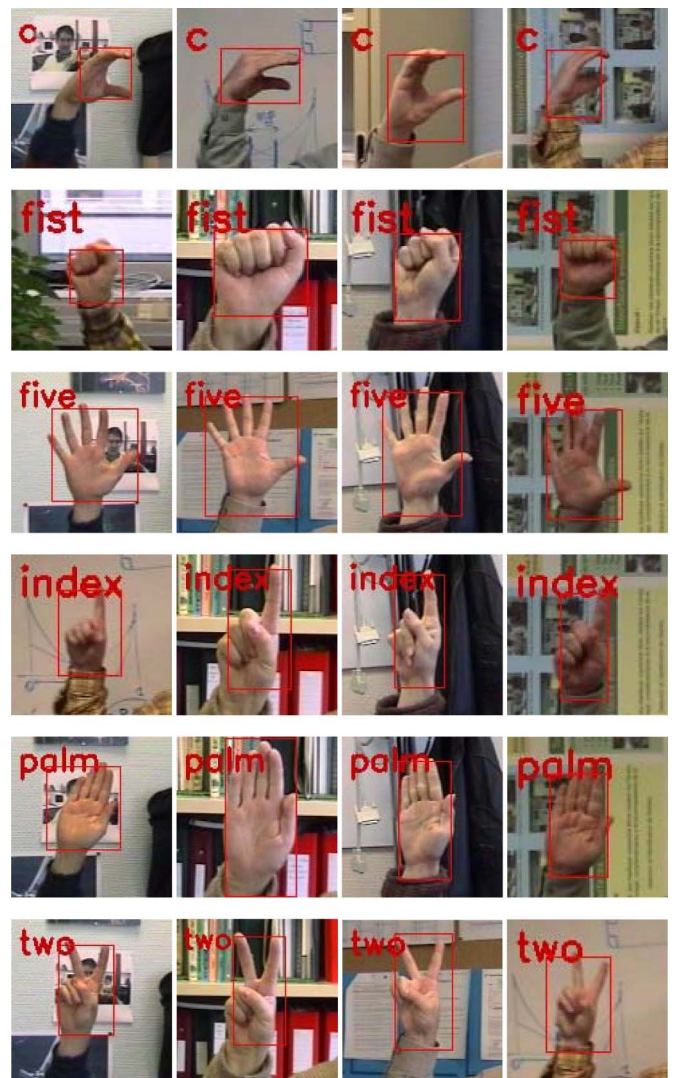 c C C C
fist fist fist fist
five five five five
index index index index
palm palm palm palm
two two two two